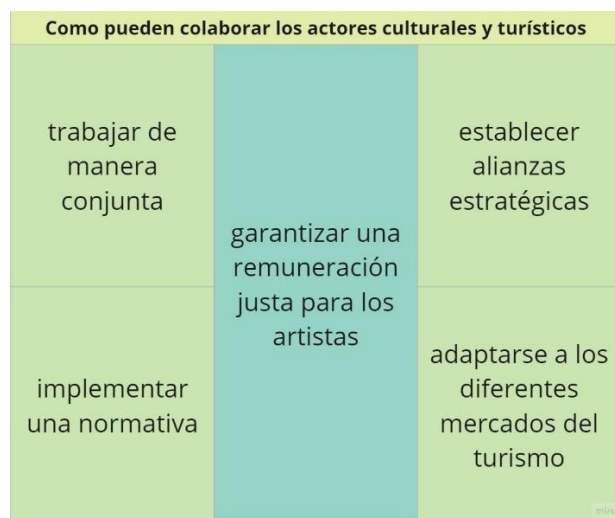 Como pueden colaborar los actores culturales y turísticos
trabajar de
manera
conjunta
garantizar una
remuneración
justa para los
artistas
establecer
alianzas
estratégicas
implementar
una normativa
adaptarse a los
diferentes
mercados del
turismo
miro